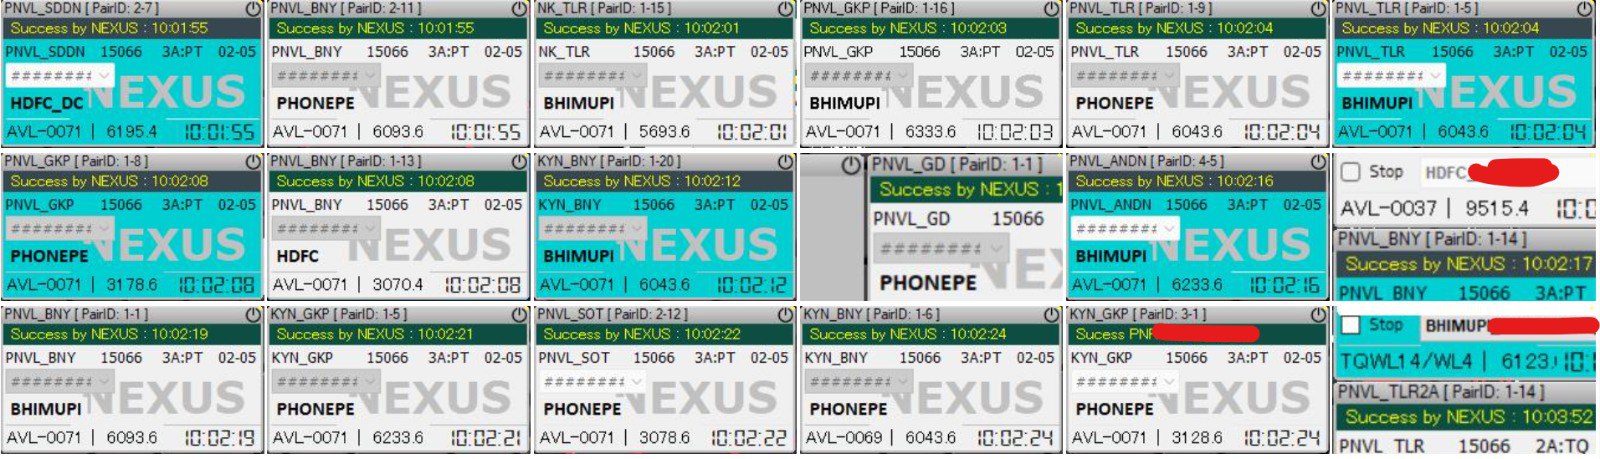 PNVL_SDDN [ PairID: 2-7 ]
Success by NEXUS : 10:01:55
PNVL_SDDN 15066 3A:PT 02-05
########
NEXUS
HDFC_DC
AVL-0071 | 6195.4 10:01:55
PNVL_BNY [ PairID: 2-11 ]
Success by NEXUS : 10:01:55
PNVL_BNY 15066 3A:PT 02-05
########
NEXUS
PHONEPE
AVL-0071 | 6093.6 10:01:55
NK_TLR [ PairID: 1-15 ]
Success by NEXUS : 10:02:01
NK_TLR 15066 3A:PT 02-05
########
NEXUS
BHIMUPI
AVL-0071 | 5693.6 10:02:01
PNVL_GKP [ PairID: 1-16 ]
Success by NEXUS : 10:02:03
PNVL_GKP 15066 3A:PT 02-05
########
NEXUS
BHIMUPI
AVL-0071 | 6333.6 10:02:03
PNVL_TLR [ PairID: 1-9 ]
Success by NEXUS : 10:02:04
PNVL_TLR 15066 3A:PT 02-05
########
NEXUS
PHONEPE
AVL-0071 | 6043.6 10:02:04
PNVL_TLR [ PairID: 1-5 ]
Success by NEXUS : 10:02:04
PNVL_TLR 15066 3A:PT 02-05
########
NEXUS
BHIMUPI
AVL-0071 | 6043.6 10:02:04
PNVL_GKP [ PairID: 1-8 ]
Success by NEXUS : 10:02:08
PNVL_GKP 15066 3A:PT 02-05
########
NEXUS
PHONEPE
AVL-0071 | 3178.6 10:02:08
PNVL_BNY [ PairID: 1-13 ]
Success by NEXUS : 10:02:08
PNVL_BNY 15066 3A:PT 02-05
########
NEXUS
HDFC
AVL-0071 | 3070.4 10:02:08
KYN_BNY [ PairID: 1-20 ]
Success by NEXUS : 10:02:12
KYN_BNY 15066 3A:PT 02-05
########
NEXUS
BHIMUPI
AVL-0071 | 6043.6 10:02:12
PNVL_GD [ PairID: 1-1 ]
Success by NEXUS : 1
PNVL_GD 15066
########
NEX
PHONEPE
PNVL_ANDN [ PairID: 4-5 ]
Success by NEXUS : 10:02:16
PNVL_ANDN 15066 3A:PT 02-05
########
NEXUS
BHIMUPI
AVL-0071 | 6233.6 10:02:16
Stop HDFC_
AVL-0037 | 9515.4 10:0
PNVL_BNY [ PairID: 1-14 ]
Success by NEXUS : 10:02:17
PNVL BNY 15066 3A:PT
PNVL_BNY [ PairID: 1-1 ]
Success by NEXUS : 10:02:19
PNVL_BNY 15066 3A:PT 02-05
########
NEXUS
BHIMUPI
AVL-0071 | 6093.6 10:02:19
KYN_GKP [ PairID: 1-5 ]
Success by NEXUS : 10:02:21
KYN_GKP 15066 3A:PT 02-05
########
NEXUS
PHONEPE
AVL-0071 | 6233.6 10:02:21
PNVL_SOT [ PairID: 2-12 ]
Success by NEXUS : 10:02:22
PNVL_SOT 15066 3A:PT 02-05
########
NEXUS
PHONEPE
AVL-0071 | 3078.6 10:02:22
KYN_BNY [ PairID: 1-6 ]
Success by NEXUS : 10:02:24
KYN_BNY 15066 3A:PT 02-05
########
NEXUS
PHONEPE
AVL-0069 | 6043.6 10:02:24
KYN_GKP [ PairID: 3-1 ]
Sucess PN
KYN_GKP 15066 3A:PT 02-05
########
NEXUS
PHONEPE
AVL-0071 | 3128.6 10:02:24
Stop BHIMUPI
TQWL14/WL4 | 6123. 10:
PNVL_TLR2A [ PairID: 1-14 ]
Success by NEXUS : 10:03:52
PNVL TLR 15066 2A:TQ